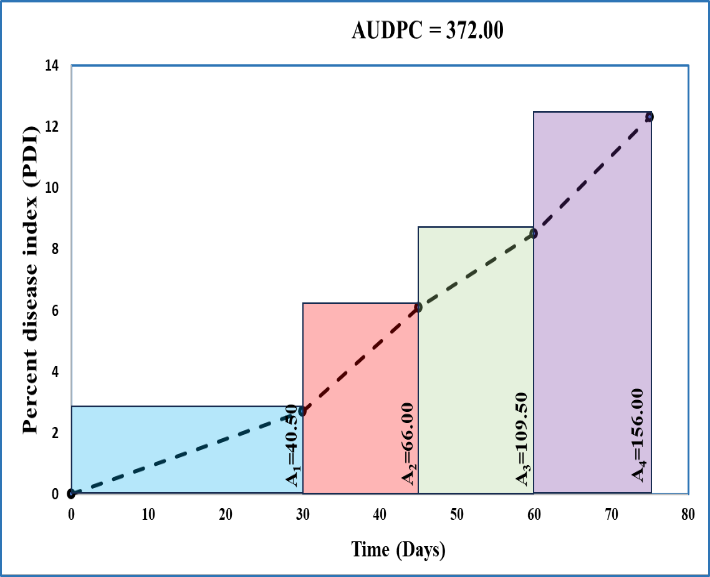 AUDPC = 372.00
Percent disease index (PDI)
14
12
10
8
6
4
2
0
A1=40.50
A2=66.00
A3=109.50
A4=156.00
0 10 20 30 40 50 60 70 80
Time (Days)